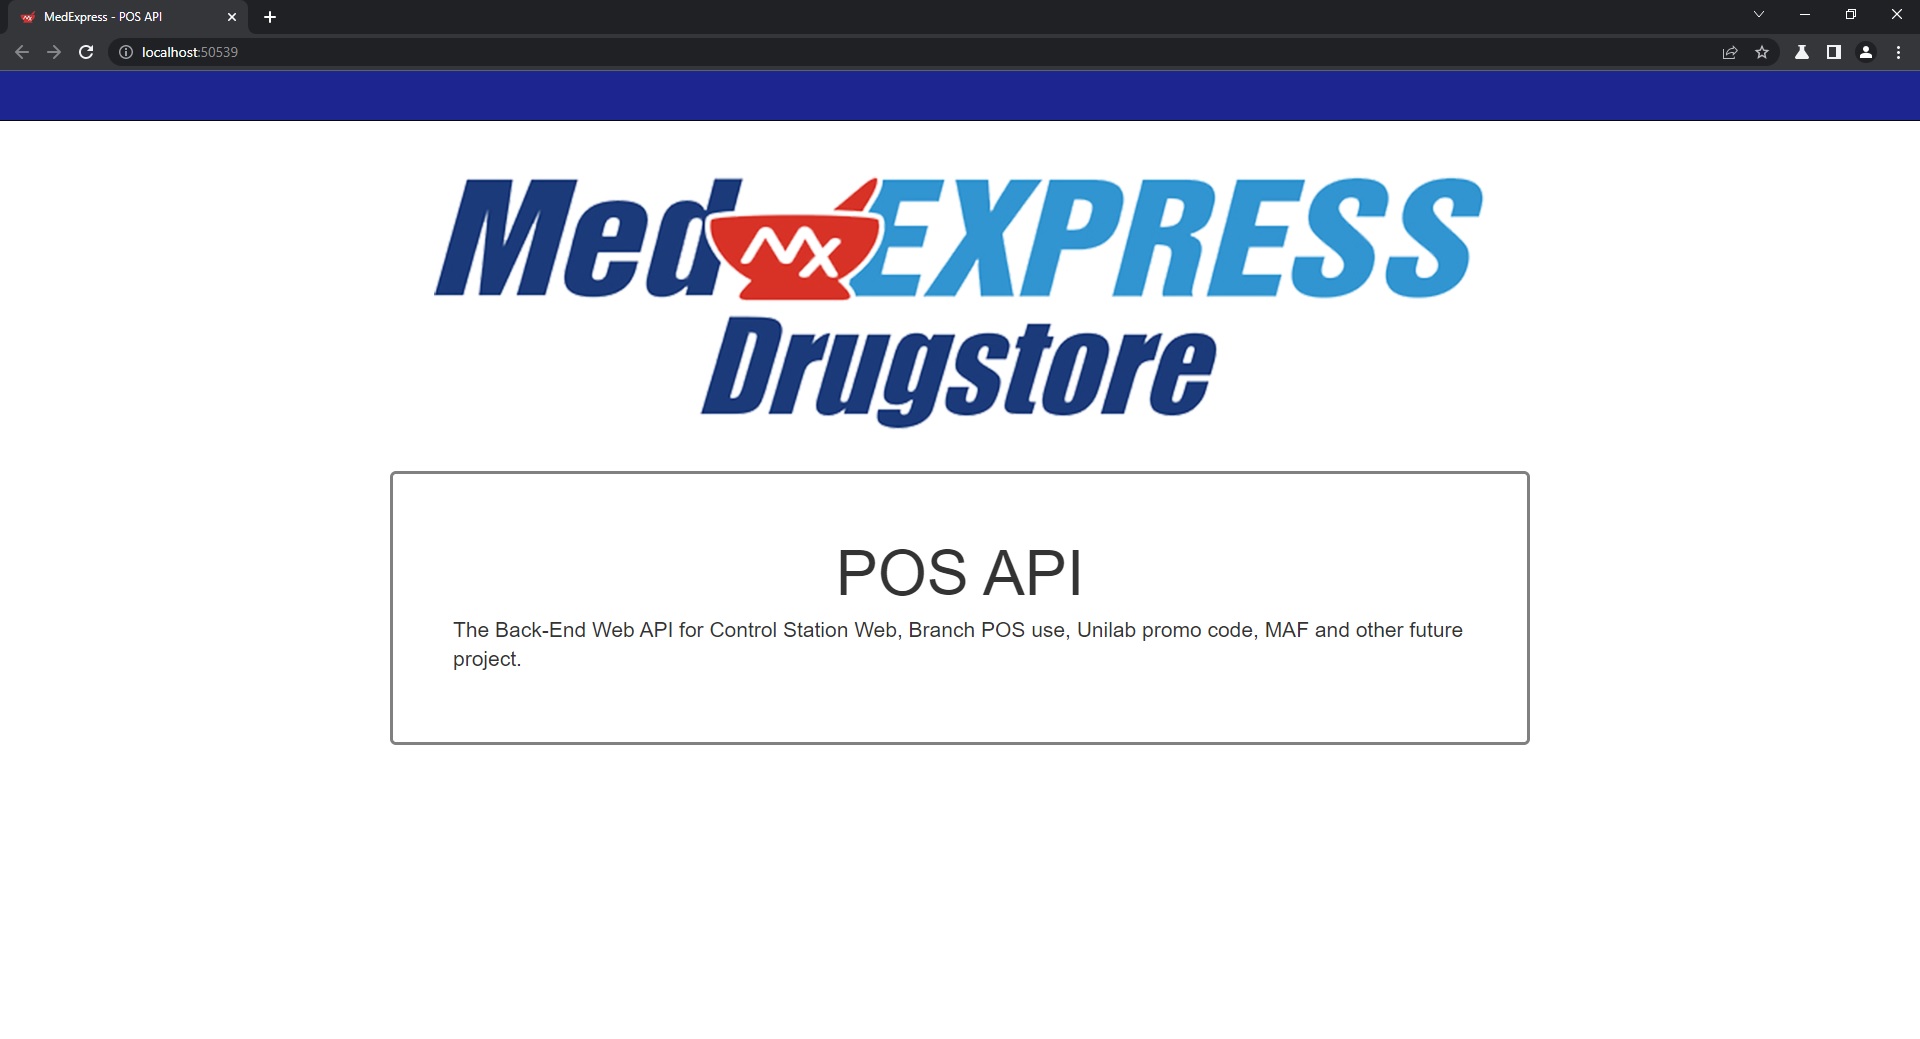 MedExpress - POS API
localhost:50539
Med NX EXPRESS
Drugstore
POS API
The Back-End Web API for Control Station Web, Branch POS use, Unilab promo code, MAF and other future
project.